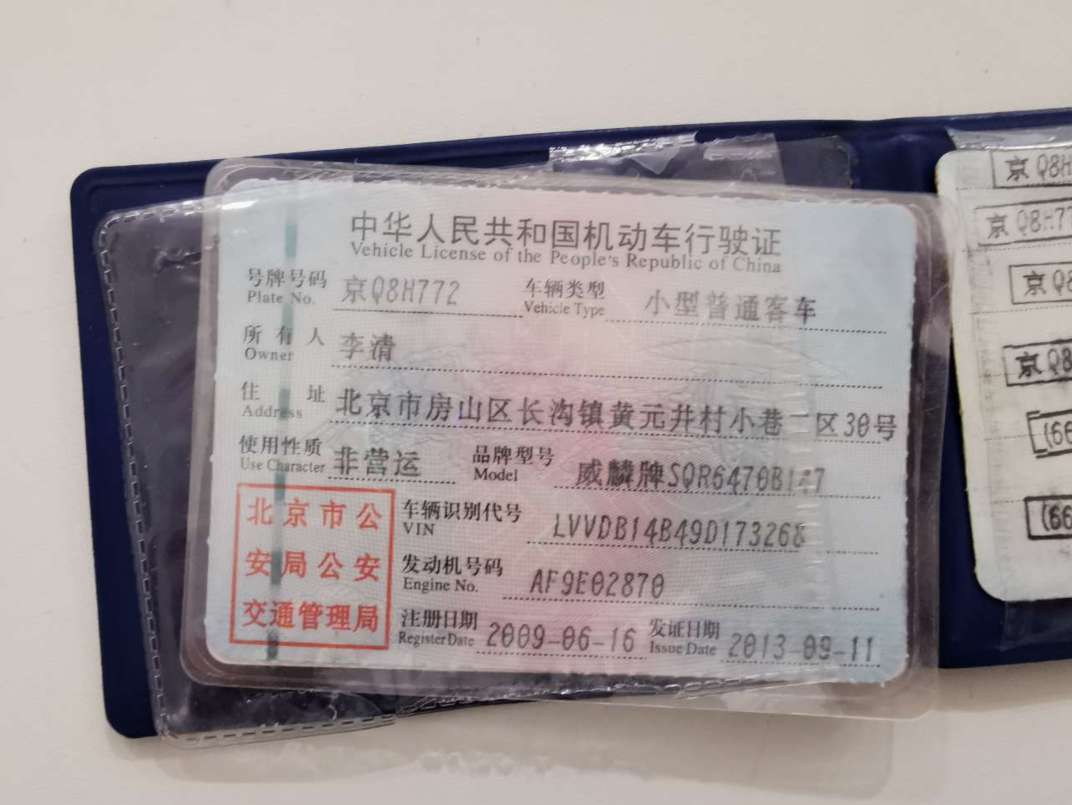 中华人民共和国机动车行驶证
Vehicle License of the People's Republic of China
号牌号码 京Q8H772 车辆类型 小型普通客车
Plate No. Vehicle Type
所有人 李清
Owner
住址 北京市房山区长沟镇黄元井村小巷二区30号
Address
使用性质 非营运 品牌型号 威麟牌SQR6470B1
Use Character Model
北京市公
安局公安
交通管理局
车辆识别代号 LVVDB14B49D173268
VIN
发动机号码 AF9E02870
Engine No.
注册日期 2009-06-16 发证日期 2013-09-11
Register Date Issue Date
京Q8H
京Q8H77
京Q8
京Q8
(66
(66